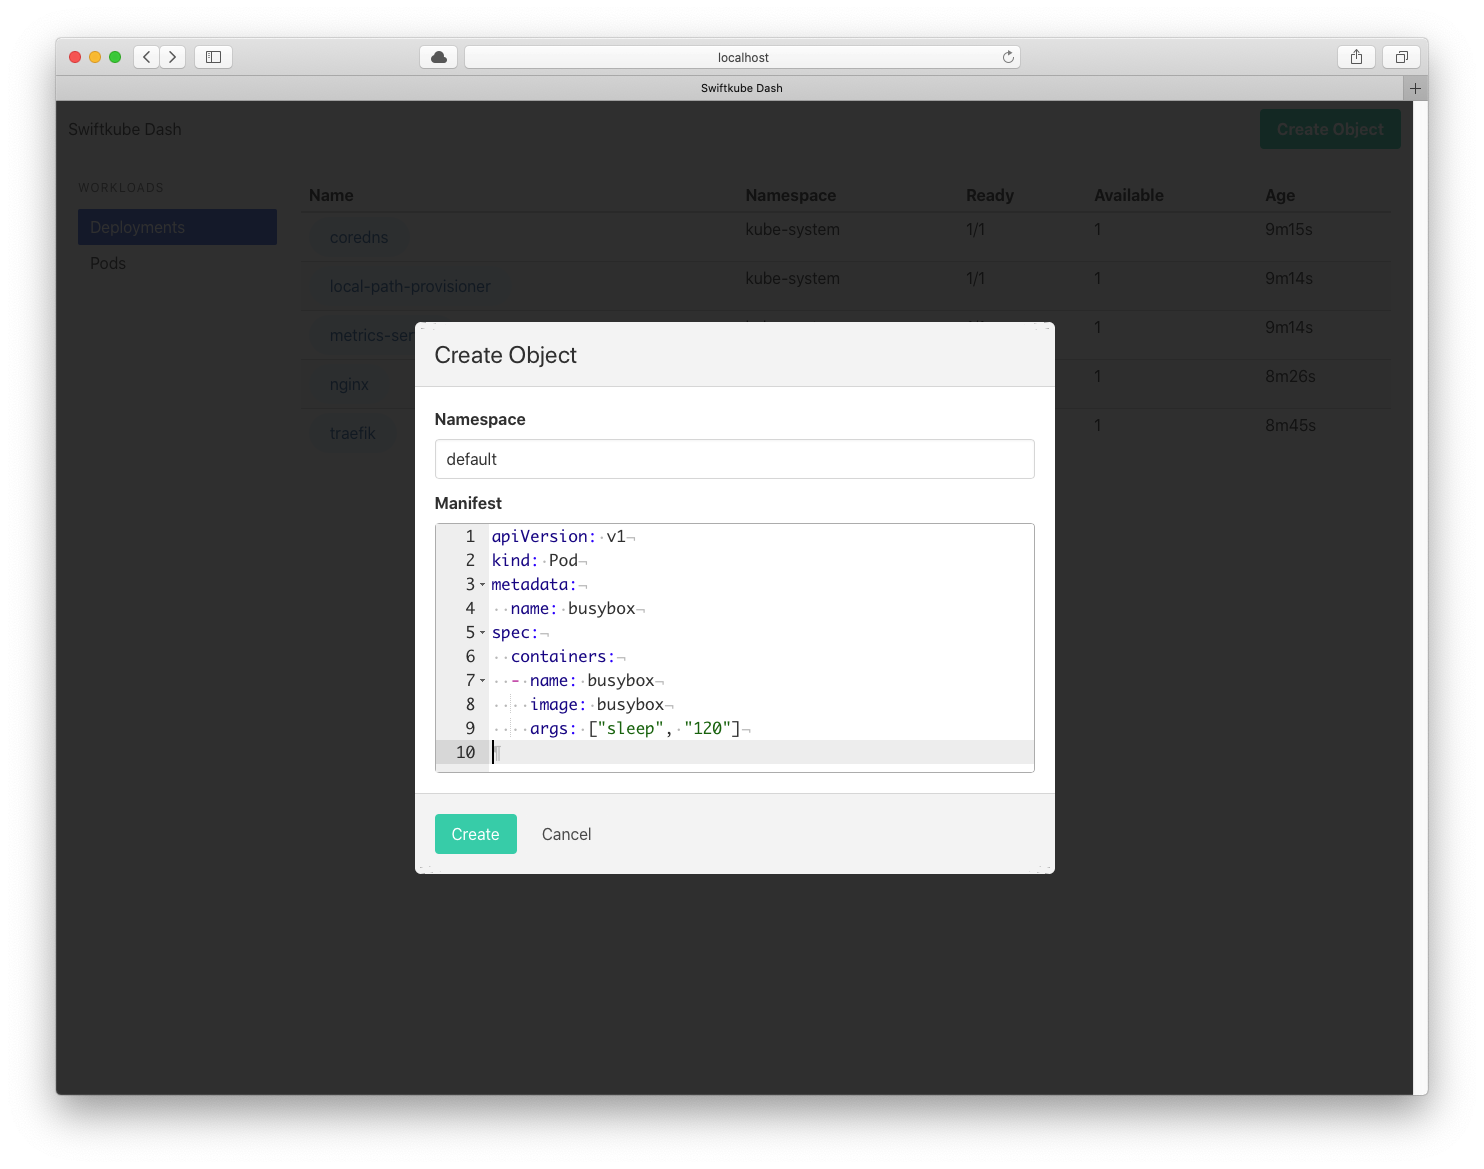 localhost
Swiftkube Dash
Swiftkube Dash
Create Object
WORKLOADS
Deployments
Pods
Name Namespace Ready Available Age
coredns kube-system 1/1 1 9m15s
local-path-provisioner kube-system 1/1 1 9m14s
metrics-ser 1 9m14s
nginx 1 8m26s
traefik 1 8m45s
Create Object
Namespace
default
Manifest
1 apiVersion: v1
2 kind: Pod
3 metadata:
4   name: busybox
5 spec:
6   containers:
7   - name: busybox
8     image: busybox
9     args: ["sleep", "120"]
10
Create Cancel